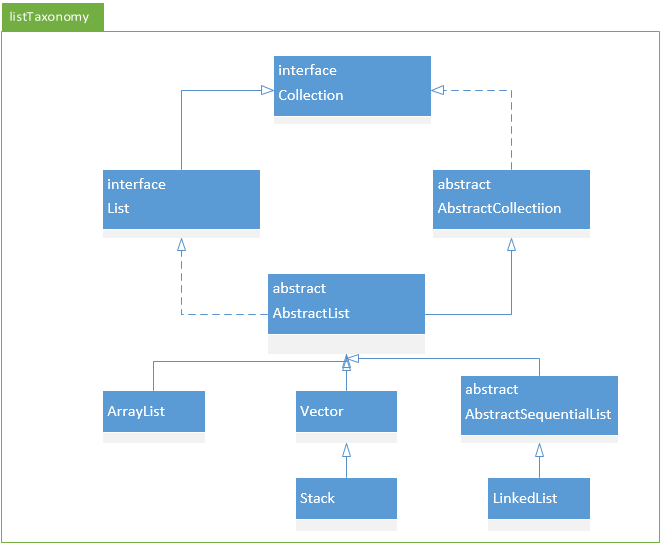 listTaxonomy
interface
Collection
interface
List
abstract
AbstractCollectiion
abstract
AbstractList
ArrayList
Vector
abstract
AbstractSequentialList
Stack
LinkedList